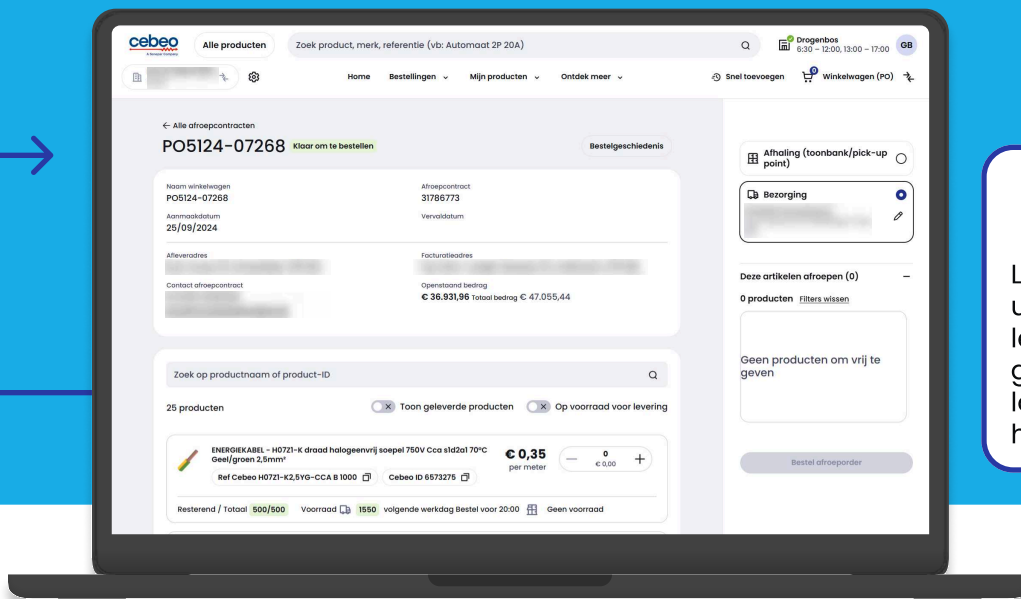 cebeo
A Sonepar Company
Alle producten
Zoek product, merk, referentie (vb: Automaat 2P 20A)
Drogenbos
6:30 – 12:00, 13:00 – 17:00
GB
Home Bestellingen Mijn producten Ontdek meer
Snel toevoegen
0
Winkelwagen (PO)
← Alle afroepcontracten
PO5124-07268 Klaar om te bestellen
Bestelgeschiedenis
Naam winkelwagen
PO5124-07268
Afroepcontract
31786773
Aanmaakdatum
25/09/2024
Vervaldatum
Afleveradres
Facturatieadres
Contact afroepcontract
Openstaand bedrag
€ 36.931,96 Totaal bedrag € 47.055,44
Zoek op productnaam of product-ID
25 producten
Toon geleverde producten
Op voorraad voor levering
ENERGIEKABEL - H07Z1-K draad halogeenvrij soepel 750V Cca s1d2a1 70°C
Geel/groen 2,5mm²
Ref Cebeo H07Z1-K2,5YG-CCA B 1000
Cebeo ID 6573275
€ 0,35
per meter
— 0 +
€ 0,00
Resterend / Totaal 500/500 Voorraad 1550 volgende werkdag Bestel voor 20:00 Geen voorraad
Afhaling (toonbank/pick-up
point)
Bezorging
Deze artikelen afroepen (0) –
0 producten Filters wissen
Geen producten om vrij te
geven
Bestel afroeporder